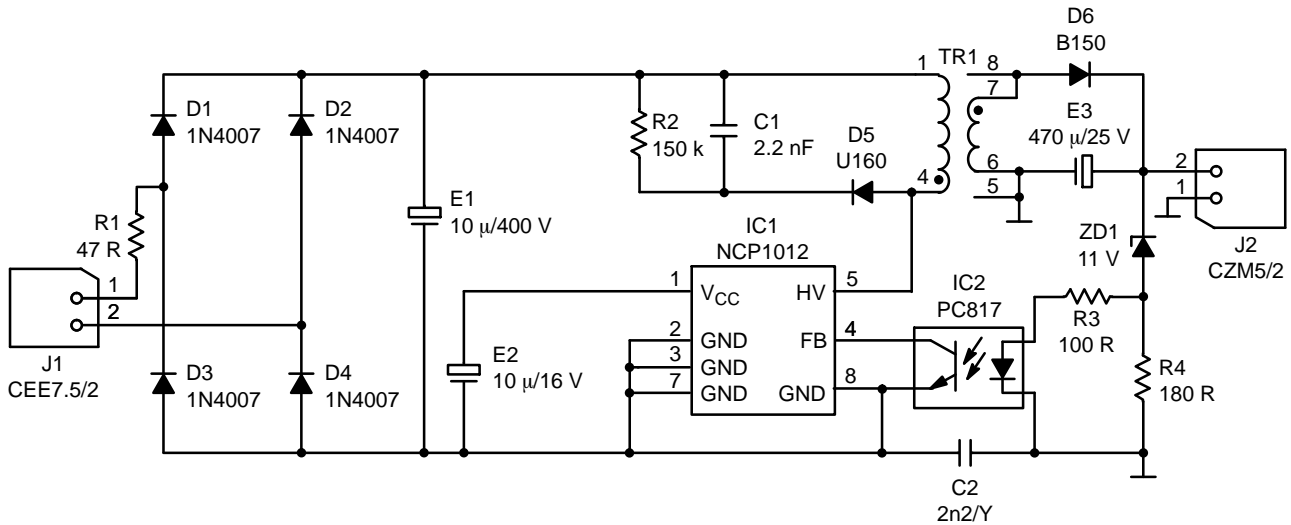 D6
B150
1
TR1
8
7
D1
1N4007
D2
1N4007
R2
150 k
C1
2.2 nF
D5
U160
E3
470 μ/25 V
4
6
5
2
1
R1
47 R
E1
10 μ/400 V
IC1
NCP1012
ZD1
11 V
J2
CZM5/2
1
2
J1
CEE7.5/2
1
VCC
HV
5
IC2
PC817
R3
100 R
2
GND
FB
4
3
GND
7
GND
GND
8
E2
10 μ/16 V
D3
1N4007
D4
1N4007
R4
180 R
C2
2n2/Y